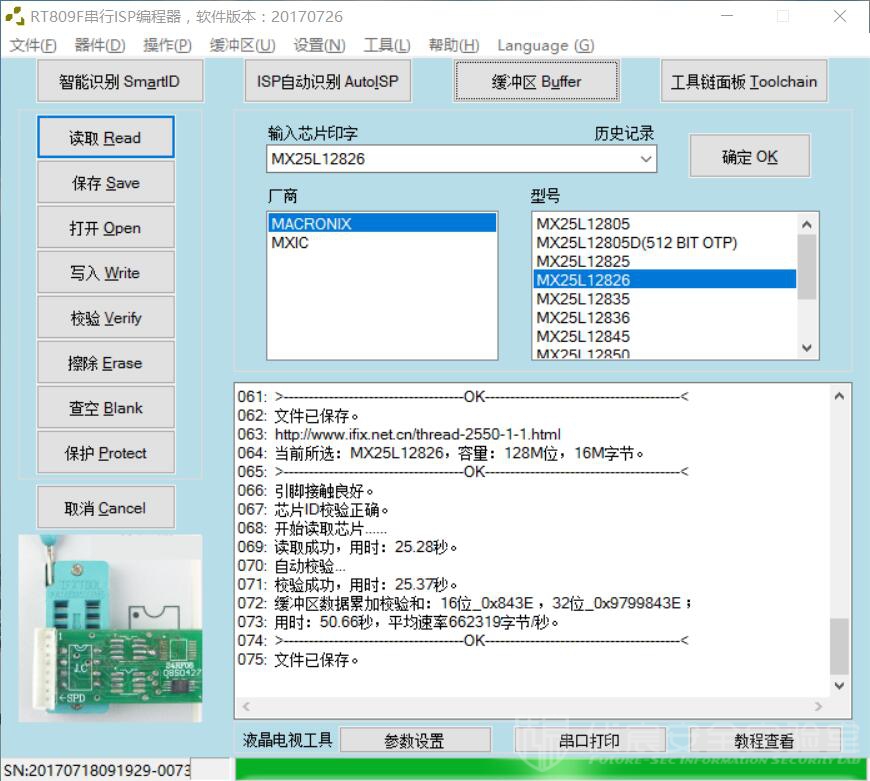 RT809F串行ISP编程器，软件版本：20170726
文件(F) 器件(D) 操作(P) 缓冲区(U) 设置(N) 工具(L) 帮助(H) Language (G)
智能识别 SmartID ISP自动识别 AutoISP 缓冲区 Buffer 工具链面板 Toolchain
读取 Read
保存 Save
打开 Open
写入 Write
校验 Verify
擦除 Erase
查空 Blank
保护 Protect
取消 Cancel
输入芯片印字 历史记录
MX25L12826
确定 OK
厂商
MACRONIX
MXIC
型号
MX25L12805
MX25L12805D(512 BIT OTP)
MX25L12825
MX25L12826
MX25L12835
MX25L12836
MX25L12845
MX25L12850
061: >--------------------------------OK-----------------------------------<
062: 文件已保存。
063: http://www.ifix.net.cn/thread-2550-1-1.html
064: 当前所选：MX25L12826，容量：128M位，16M字节。
065: >--------------------------------OK-----------------------------------<
066: 引脚接触良好。
067: 芯片ID校验正确。
068: 开始读取芯片......
069: 读取成功，用时：25.28秒。
070: 自动校验...
071: 校验成功，用时：25.37秒。
072: 缓冲区数据累加校验和：16位_0x843E ，32位_0x9799843E ；
073: 用时：50.66秒，平均速率662319字节/秒。
074: >--------------------------------OK-----------------------------------<
075: 文件已保存。
1
I.C
24RF08
←SPD
液晶电视工具 参数设置 串口打印 教程查看
FUTURE-SEC INFORMATION SECURITY LAB
SN:20170718091929-0073